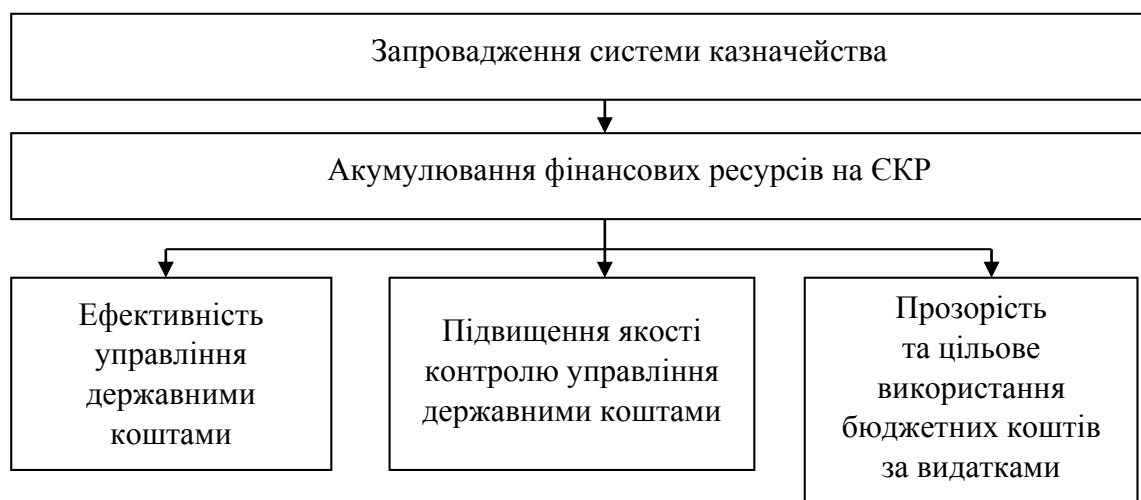 Запровадження системи казначейства
Акумулювання фінансових ресурсів на ЄКР
Ефективність
управління
державними
коштами
Підвищення якості
контролю управління
державними коштами
Прозорість
та цільове
використання
бюджетних коштів
за видатками